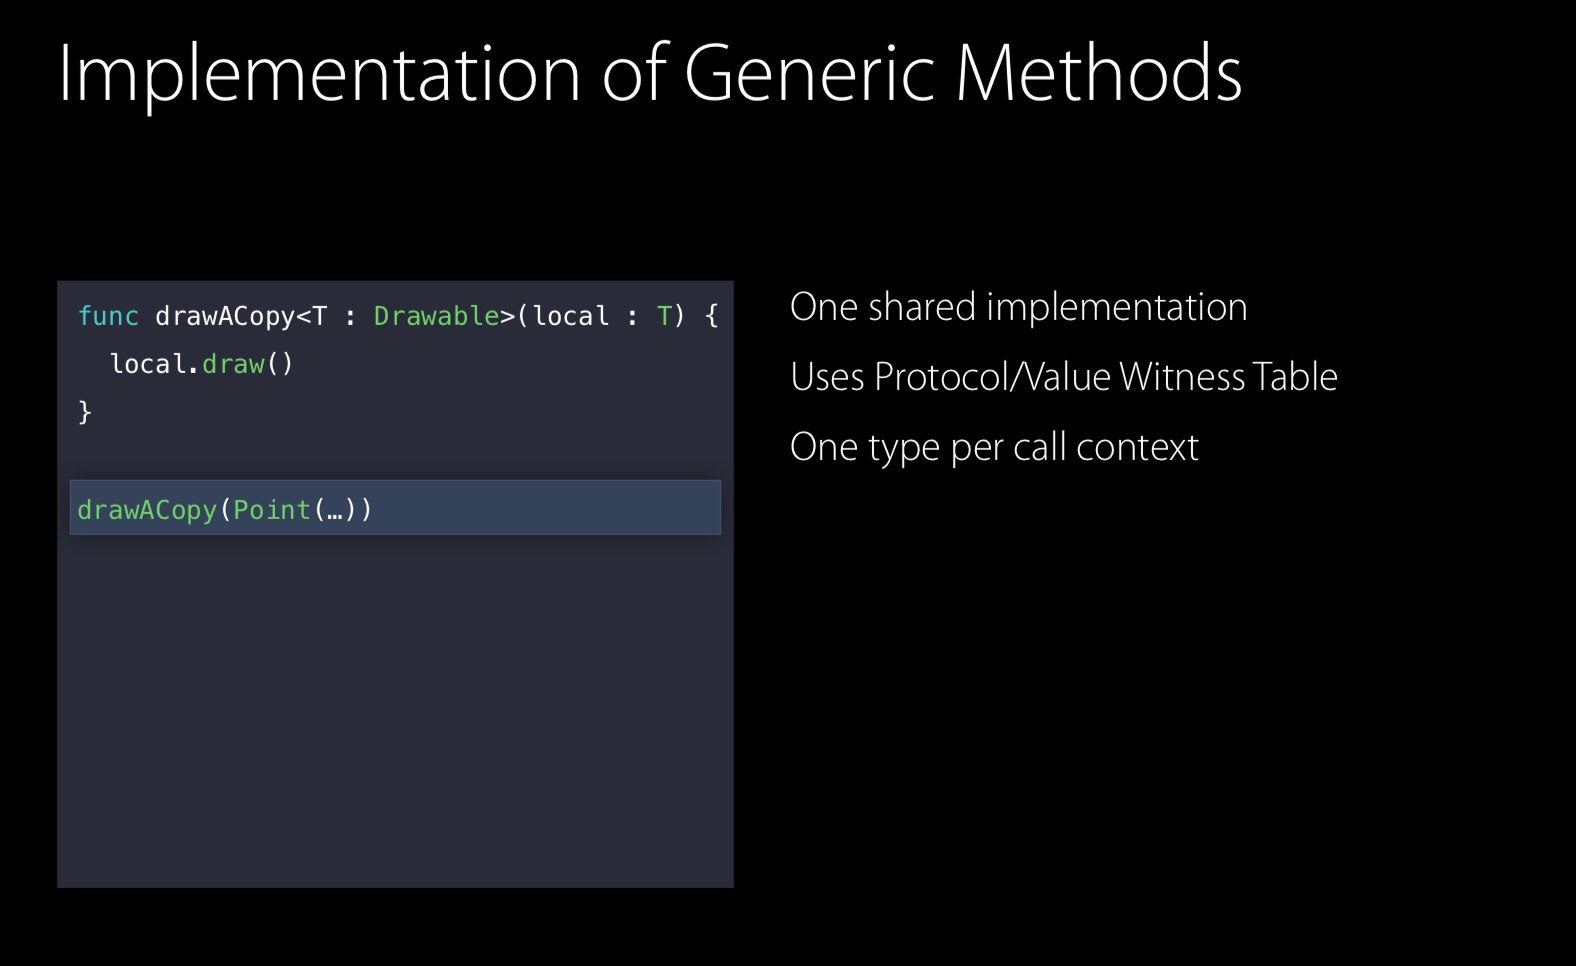 Implementation of Generic Methods
func drawACopy<T : Drawable>(local : T) {
  local.draw()
}
drawACopy(Point(…))
One shared implementation
Uses Protocol/Value Witness Table
One type per call context